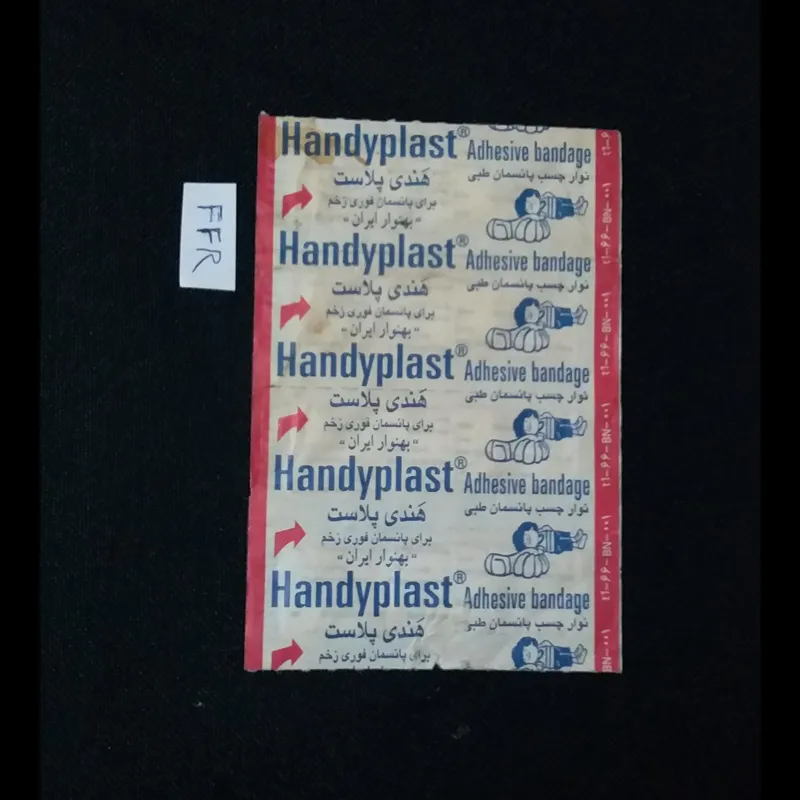 FFR
Handyplast® Adhesive bandage
هَندی پلاست نوار چسب پانسمان طبی
برای پانسمان فوری زخم
"بهنوار ایران"
Handyplast® Adhesive bandage
هَندی پلاست نوار چسب پانسمان طبی
برای پانسمان فوری زخم
"بهنوار ایران"
Handyplast® Adhesive bandage
هَندی پلاست نوار چسب پانسمان طبی
برای پانسمان فوری زخم
"بهنوار ایران"
Handyplast® Adhesive bandage
هَندی پلاست نوار چسب پانسمان طبی
برای پانسمان فوری زخم
"بهنوار ایران"
Handyplast® Adhesive bandage
هَندی پلاست نوار چسب پانسمان طبی
برای پانسمان فوری زخم